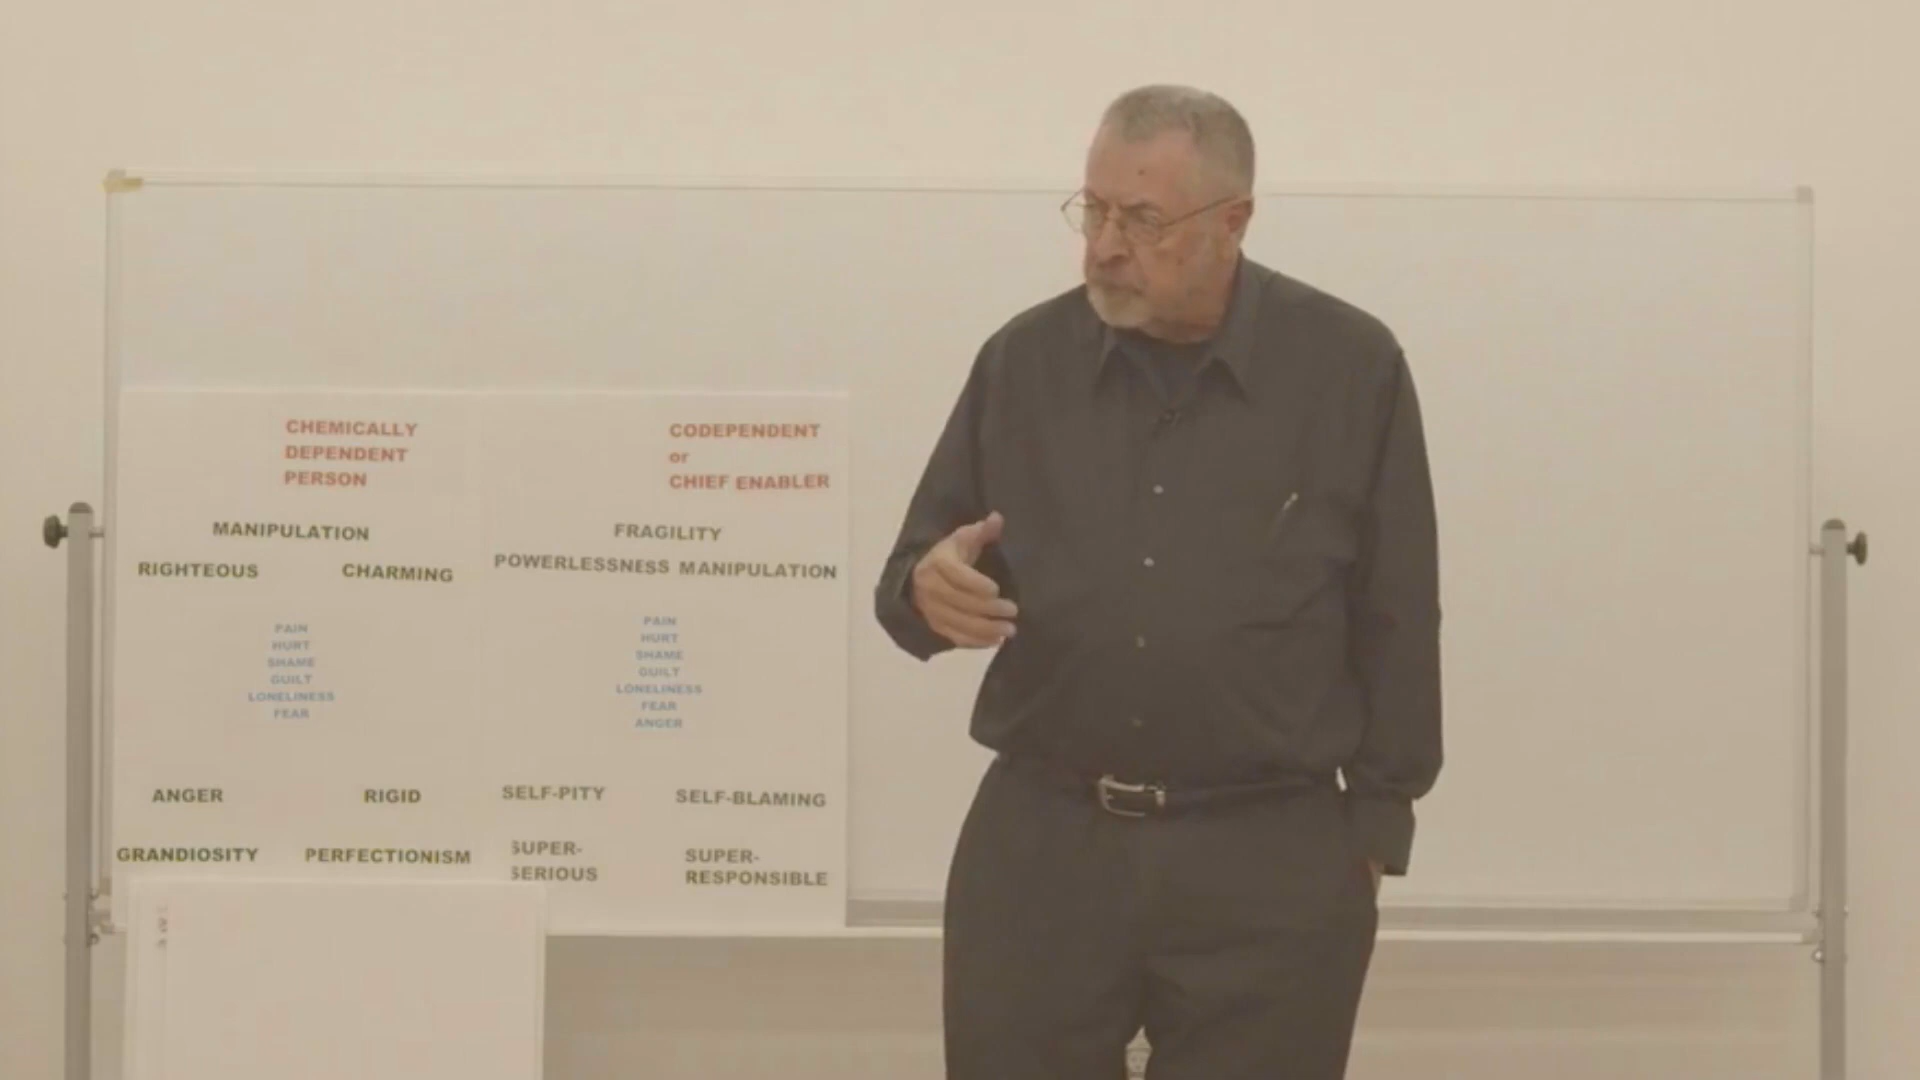 CHEMICALLY
DEPENDENT
PERSON
MANIPULATION
RIGHTEOUS CHARMING
PAIN
HURT
SHAME
GUILT
LONELINESS
FEAR
ANGER RIGID
GRANDIOSITY PERFECTIONISM
CODEPENDENT
or
CHIEF ENABLER
FRAGILITY
POWERLESSNESS MANIPULATION
PAIN
HURT
SHAME
GUILT
LONELINESS
FEAR
ANGER
SELF-PITY SELF-BLAMING
SUPER-
SERIOUS
SUPER-
RESPONSIBLE